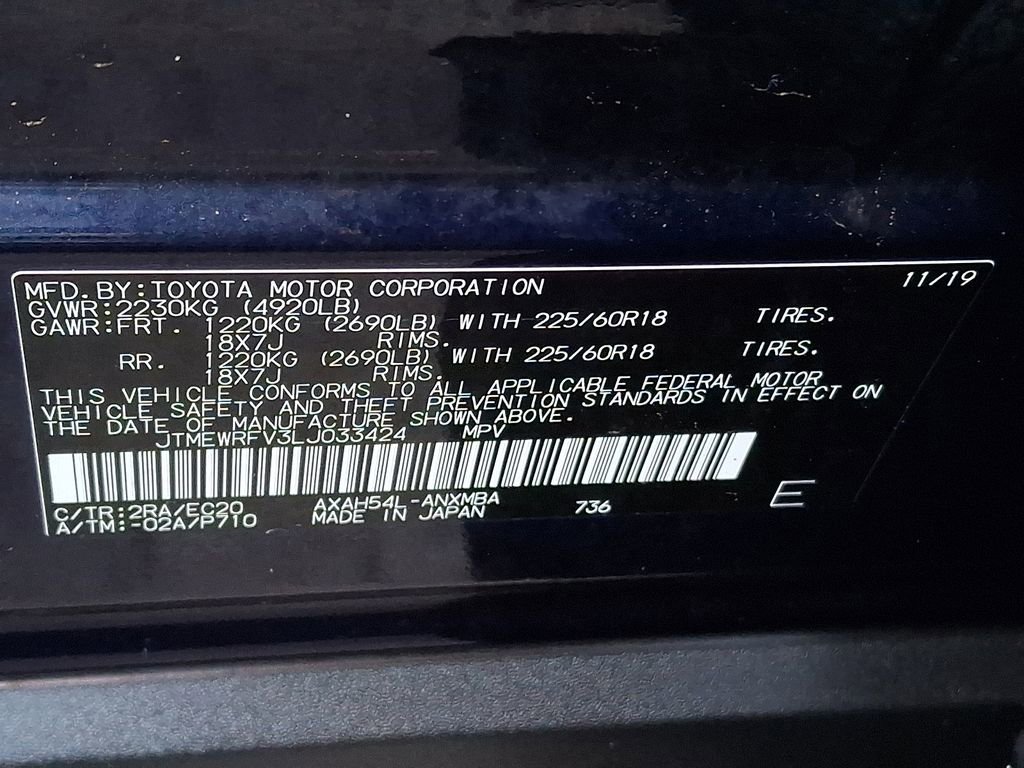 MFD. BY: TOYOTA MOTOR CORPORATION 11/19
GVWR: 2230KG (4920LB)
GAWR: FRT. 1220KG (2690LB) WITH 225/60R18 TIRES.
18X7J RIMS.
RR. 1220KG (2690LB) WITH 225/60R18 TIRES.
18X7J RIMS.
THIS VEHICLE CONFORMS TO ALL APPLICABLE FEDERAL MOTOR
VEHICLE SAFETY AND THEFT PREVENTION STANDARDS IN EFFECT ON
THE DATE OF MANUFACTURE SHOWN ABOVE.
JTMEWRFV3LJ033424 MPV
C/TR: 2RA/EC20 AXAH54L-ANXMBA 736 E
A/TM: -02A/P710 MADE IN JAPAN